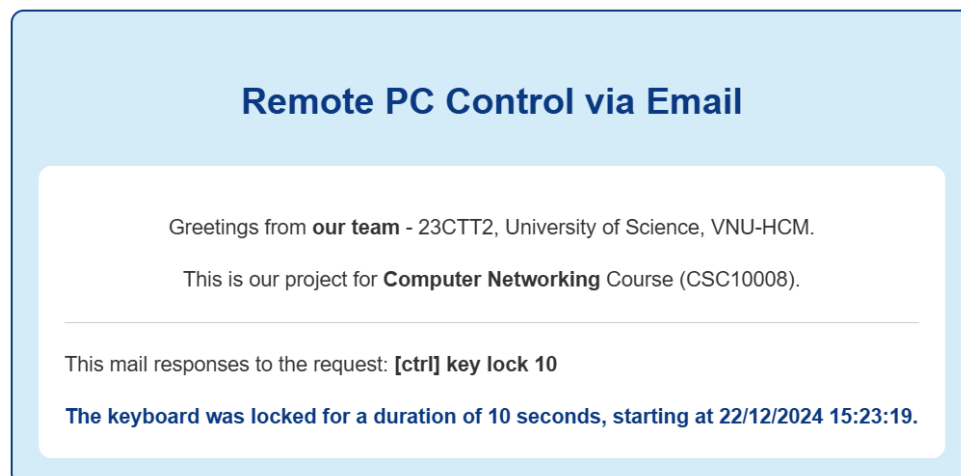 Remote PC Control via Email
Greetings from our team - 23CTT2, University of Science, VNU-HCM.
This is our project for Computer Networking Course (CSC10008).
This mail responses to the request: [ctrl] key lock 10
The keyboard was locked for a duration of 10 seconds, starting at 22/12/2024 15:23:19.